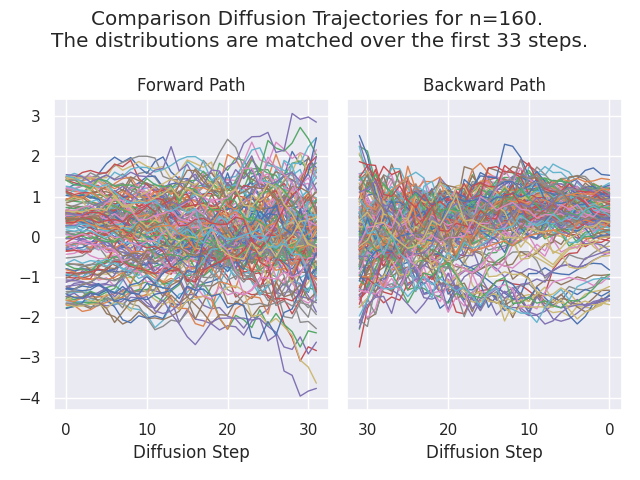 Comparison Diffusion Trajectories for n=160.
The distributions are matched over the first 33 steps.
Forward Path
Backward Path
3
2
1
0
−1
−2
−3
−4
0 10 20 30
30 20 10 0
Diffusion Step
Diffusion Step